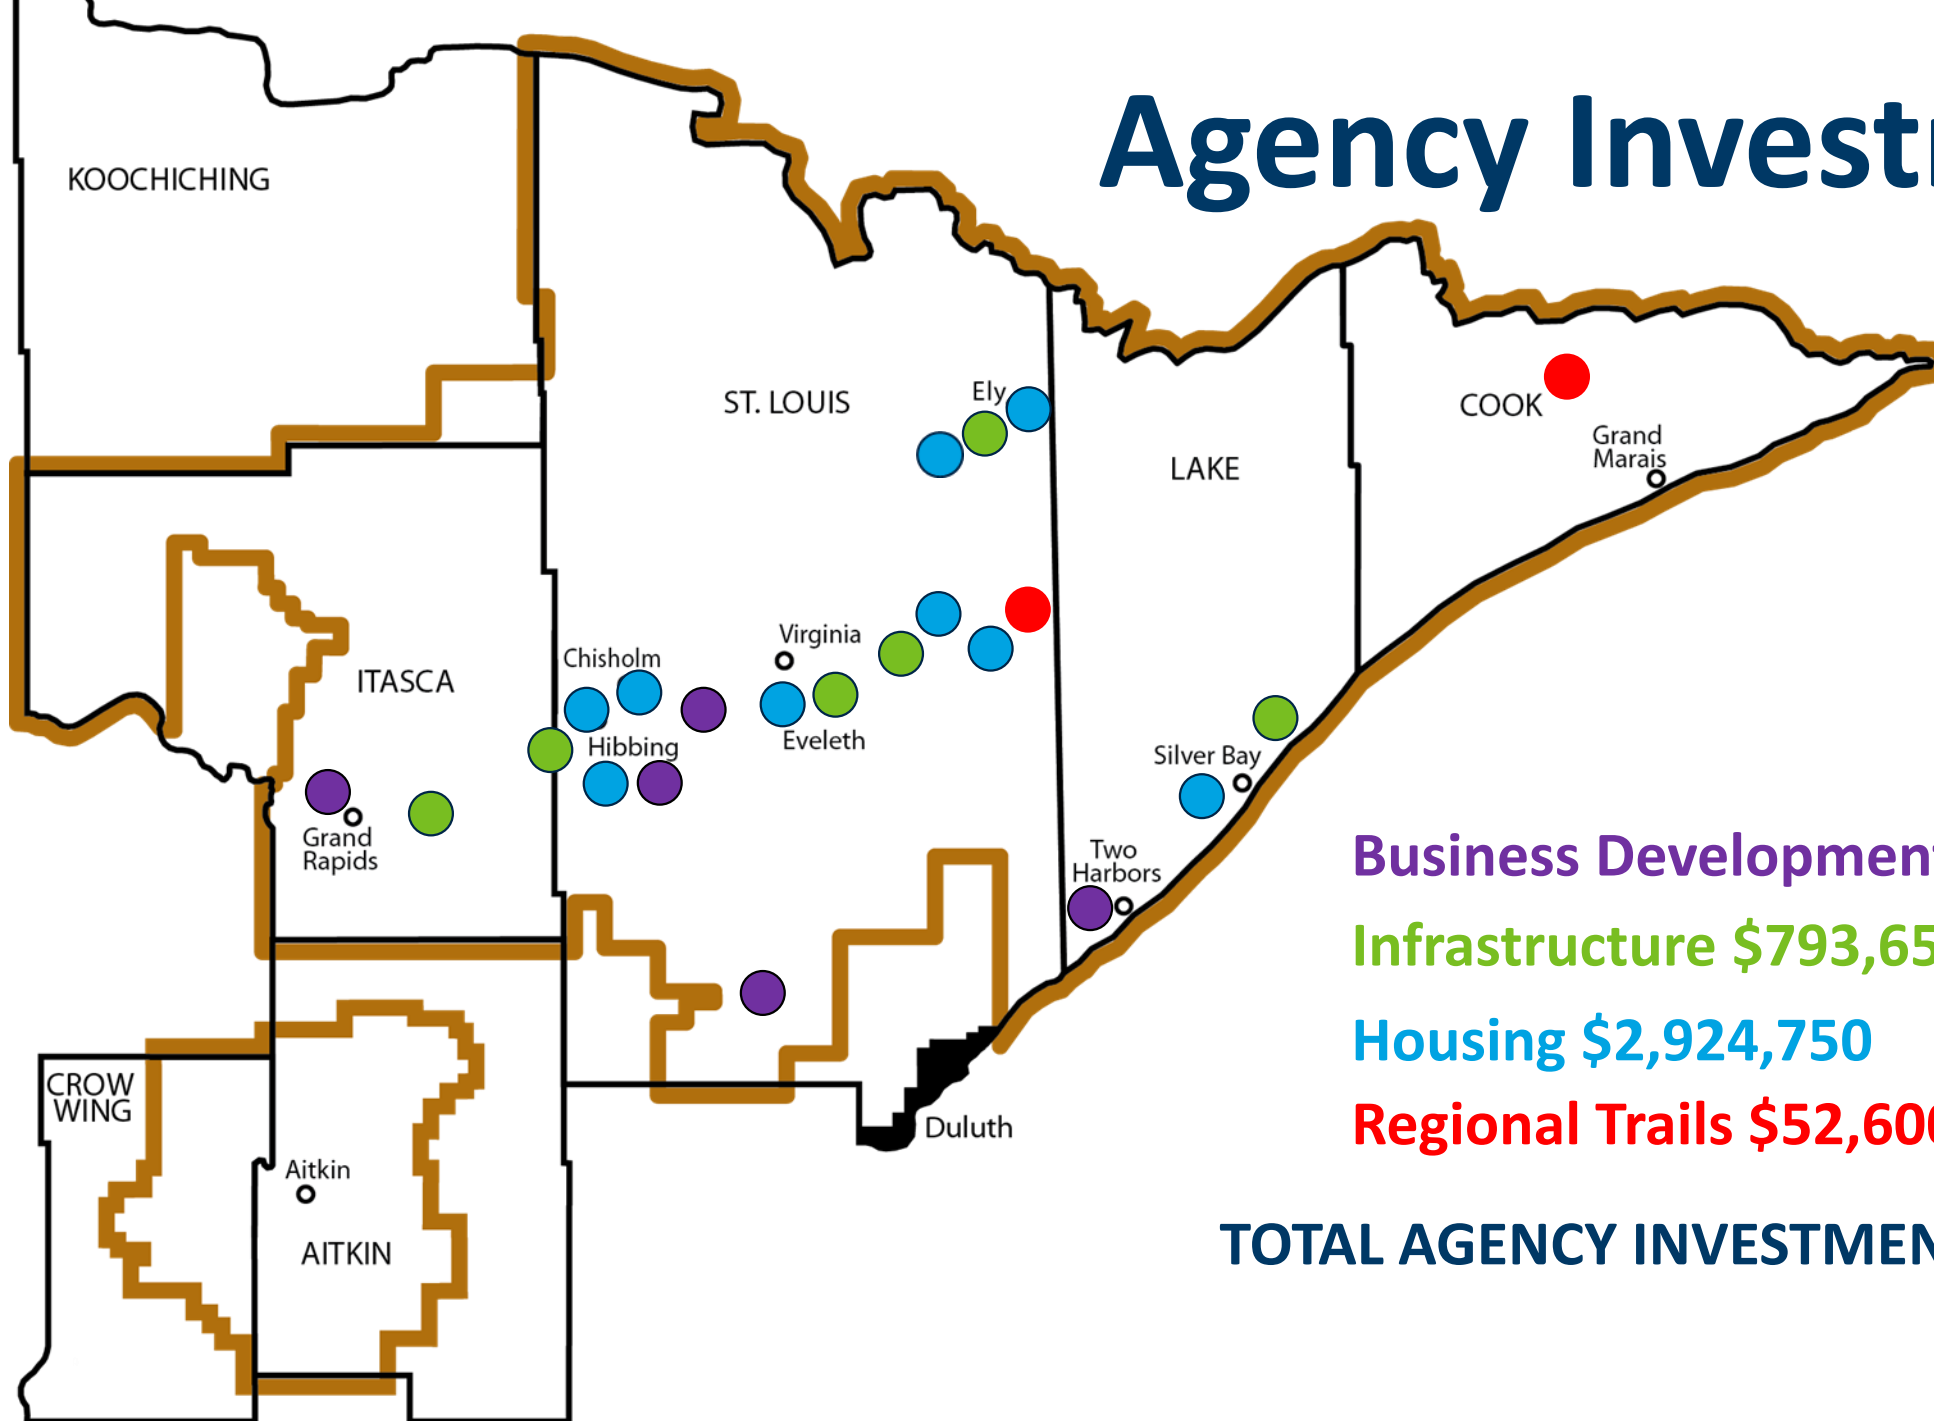 Agency Invest
KOOCHICHING
ST. LOUIS
Ely
COOK
Grand
Marais
LAKE
Virginia
Chisholm
ITASCA
Hibbing
Eveleth
Silver Bay
Grand
Rapids
Two
Harbors
Business Developmen
Infrastructure $793,65
Housing $2,924,750
Regional Trails $52,60
CROW
WING
Duluth
Aitkin
AITKIN
TOTAL AGENCY INVESTMEN